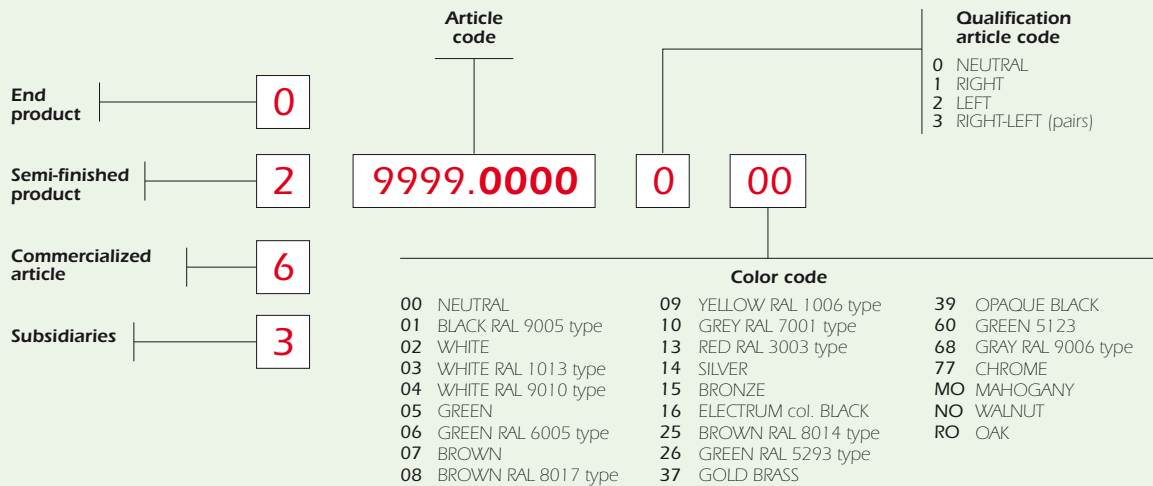 Article
code
Qualification
article code
0 NEUTRAL
1 RIGHT
2 LEFT
3 RIGHT-LEFT (pairs)
End
product
0
Semi-finished
product
2
9999.0000
0
00
Commercialized
article
6
Subsidiaries
3
Color code
00 NEUTRAL
01 BLACK RAL 9005 type
02 WHITE
03 WHITE RAL 1013 type
04 WHITE RAL 9010 type
05 GREEN
06 GREEN RAL 6005 type
07 BROWN
08 BROWN RAL 8017 type
09 YELLOW RAL 1006 type
10 GREY RAL 7001 type
13 RED RAL 3003 type
14 SILVER
15 BRONZE
16 ELECTRUM col. BLACK
25 BROWN RAL 8014 type
26 GREEN RAL 5293 type
37 GOLD BRASS
39 OPAQUE BLACK
60 GREEN 5123
68 GRAY RAL 9006 type
77 CHROME
MO MAHOGANY
NO WALNUT
RO OAK